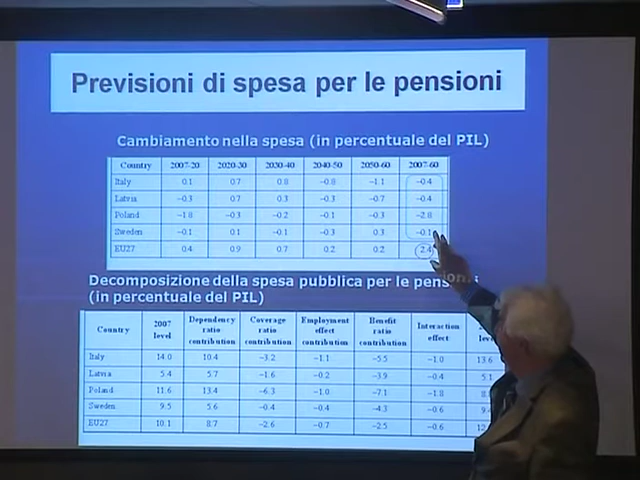 Previsioni di spesa per le pensioni
Cambiamento nella spesa (in percentuale del PIL)
Country 2007-20 2020-30 2030-40 2040-50 2050-60 2007-60
Italy 0.1 0.7 0.8 -0.8 -1.1 -0.4
Latvia -0.3 0.7 0.3 -0.3 -0.7 -0.4
Poland -1.8 -0.3 -0.2 -0.1 -0.3 -2.8
Sweden -0.1 0.1 -0.1 -0.3 0.3 -0.1
EU27 0.4 0.9 0.7 0.2 0.2 2.4
Decomposizione della spesa pubblica per le pensioni
(in percentuale del PIL)
Country 2007 level Dependency ratio contribution Coverage ratio contribution Employment effect contribution Benefit ratio contribution Interaction effect
Italy 14.0 10.4 -3.2 -1.1 -5.5 -1.0 13.6
Latvia 5.4 5.7 -1.6 -0.2 -3.9 -0.4 5.1
Poland 11.6 13.4 -6.3 -1.0 -7.1 -1.8
Sweden 9.5 5.6 -0.4 -0.4 -4.3 -0.6
EU27 10.1 8.7 -2.6 -0.7 -2.5 -0.6